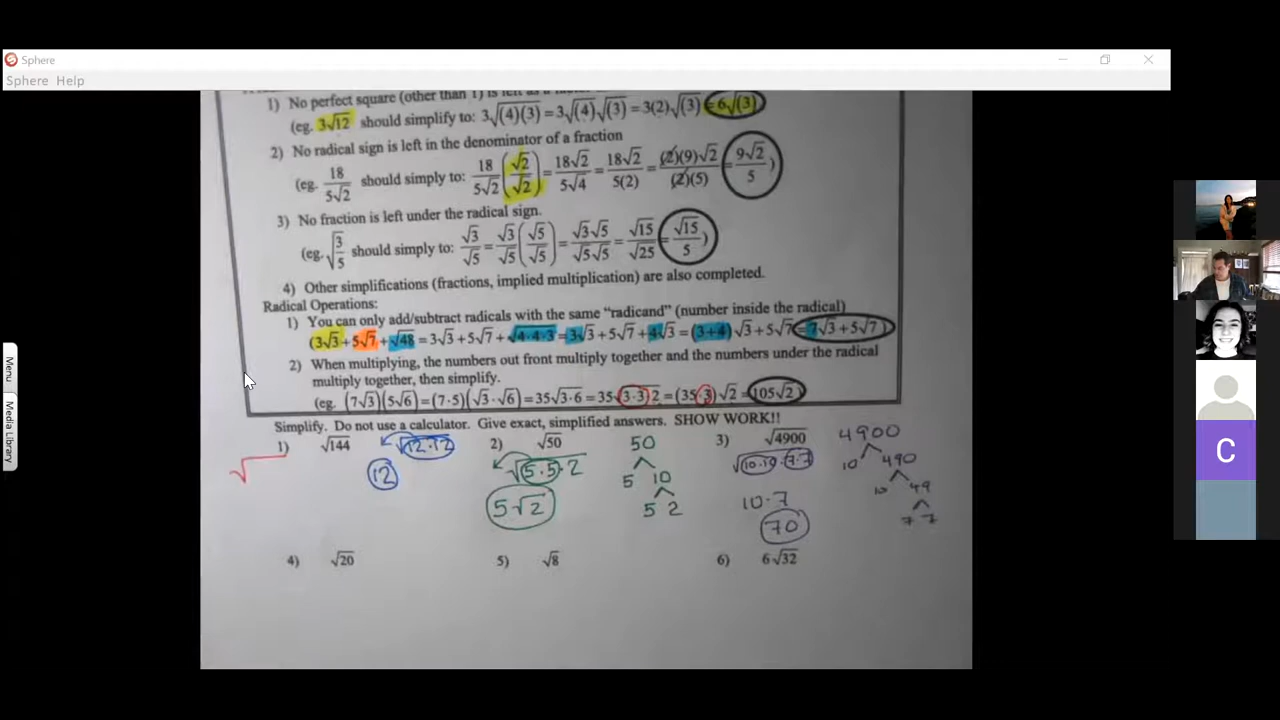 Sphere
Sphere Help
1) No perfect square (other than 1) is left as a
(eg. 3√12 should simplify to: 3√(4)(3) = 3√(4)√(3) = 3(2)√(3) = 6√(3)
2) No radical sign is left in the denominator of a fraction
(eg. 18/5√2 should simply to: 18/5√2 (√2/√2) = 18√2/5√4 = 18√2/5(2) = (2)(9)√2/(2)(5) = 9√2/5)
3) No fraction is left under the radical sign.
(eg. √3/5 should simply to: √3/√5 = √3/√5 (√5/√5) = √3√5/√5√5 = √15/√25 = √15/5)
4) Other simplifications (fractions, implied multiplication) are also completed.
Radical Operations:
1) You can only add/subtract radicals with the same "radicand" (number inside the radical)
(3√3 + 5√7 + √48 = 3√3 + 5√7 + √4·4·3 = 3√3 + 5√7 + 4√3 = (3+4)√3 + 5√7 = 7√3 + 5√7)
2) When multiplying, the numbers out front multiply together and the numbers under the radical
multiply together, then simplify.
(eg. (7√3)(5√6) = (7·5)(√3·√6) = 35√3·6 = 35√(3·3)2 = (35·3)√2 = 105√2)
Simplify. Do not use a calculator. Give exact, simplified answers. SHOW WORK!!
1) √144 √12·12 2) √50 50 3) √4900 4900
√ 12 √5·5·2 5 10 √10·10·7·7 10 490
5√2 5 2 10·7 10 49
70 7 7
4) √20 5) √8 6) 6√32
Menu
Media Library
C